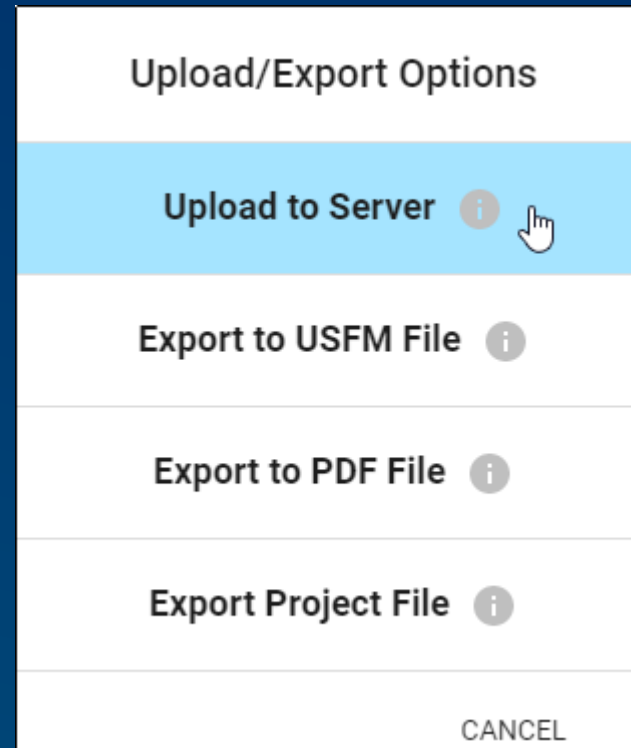 Upload/Export Options
Upload to Server
Export to USFM File
Export to PDF File
Export Project File
CANCEL